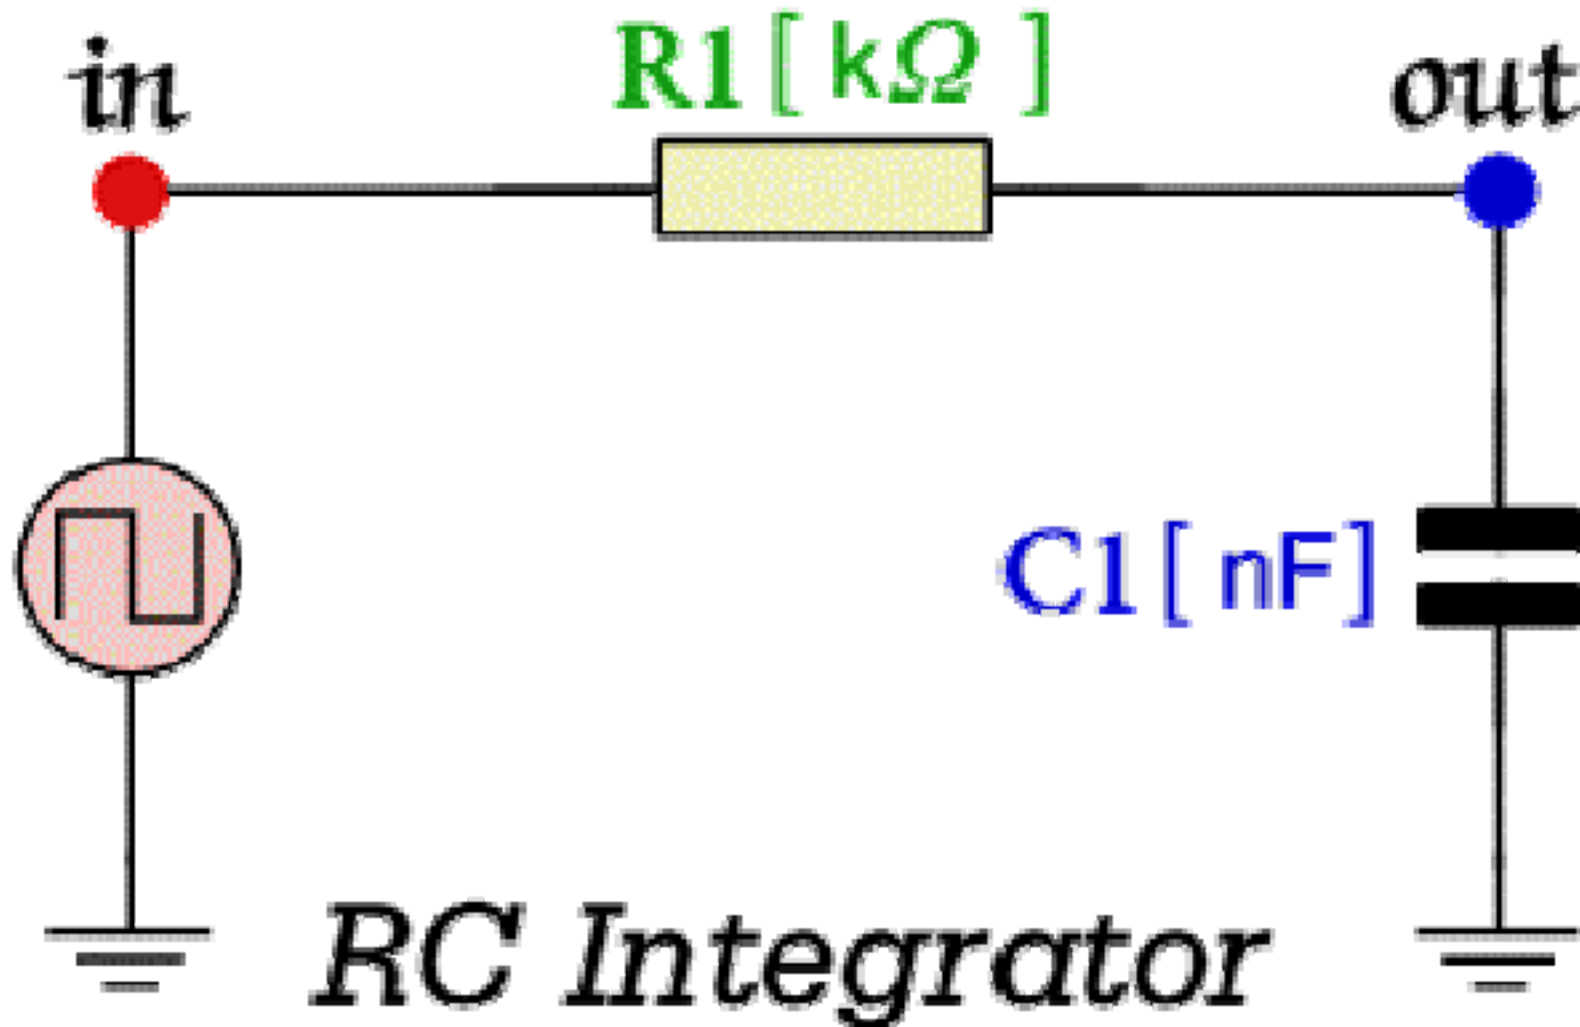 in
R1 [ kΩ ]
out
C1 [ nF ]
RC Integrator